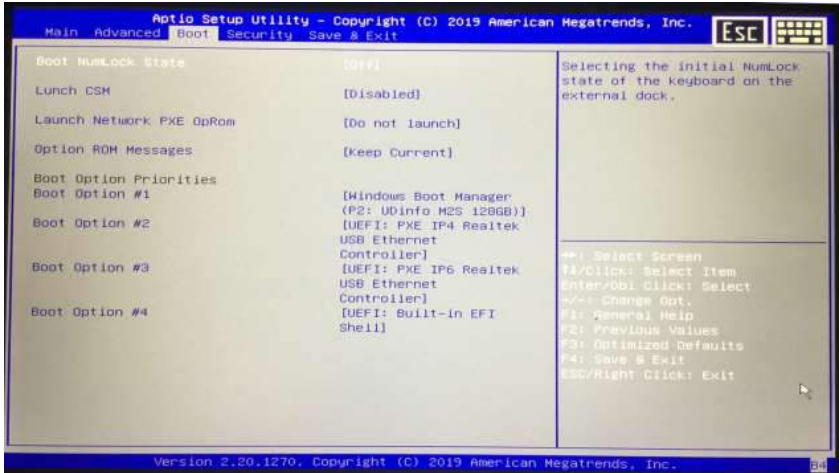 Aptio Setup Utility - Copyright (C) 2019 American Megatrends, Inc.
Main Advanced Boot Security Save & Exit
Esc
Boot NumLock State [Off]
Lunch CSM [Disabled]
Launch Network PXE OpRom [Do not launch]
Option ROM Messages [Keep Current]
Boot Option Priorities
Boot Option #1 [Windows Boot Manager
(P2: UDinfo M2S 128GB)]
Boot Option #2 [UEFI: PXE IP4 Realtek
USB Ethernet
Controller]
Boot Option #3 [UEFI: PXE IP6 Realtek
USB Ethernet
Controller]
Boot Option #4 [UEFI: Built-in EFI
Shell]
Selecting the initial NumLock
state of the keyboard on the
external dock.
: Select Screen
/Click: Select Item
Enter/Dbl Click: Select
+/-: Change Opt.
F1: General Help
F2: Previous Values
F3: Optimized Defaults
F4: Save & Exit
ESC/Right Click: Exit
Version 2.20.1270. Copyright (C) 2019 American Megatrends, Inc.